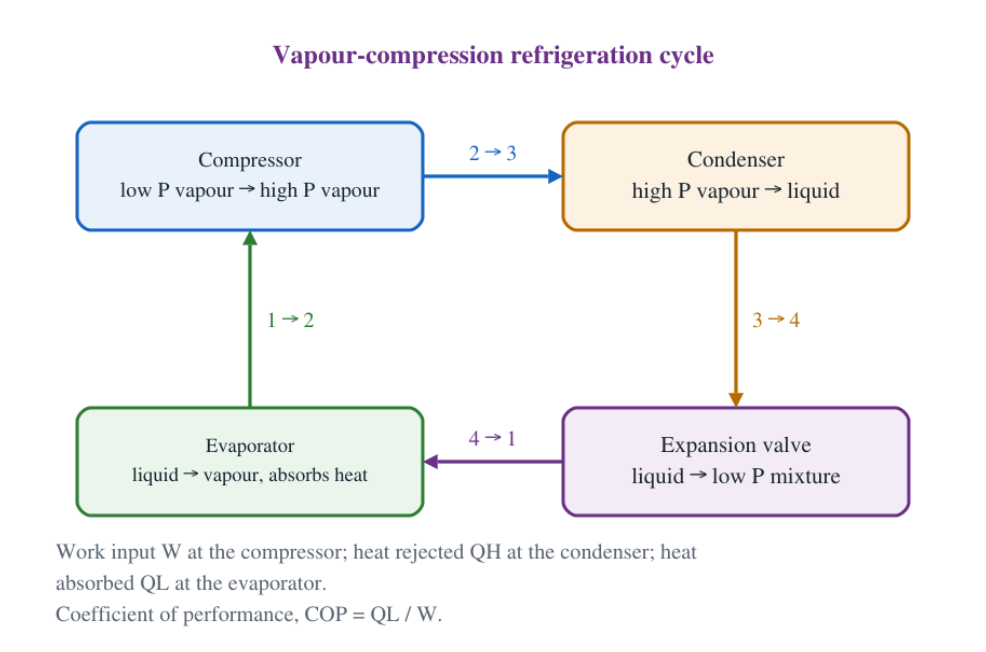 Vapour-compression refrigeration cycle
Compressor
low P vapour → high P vapour
2 → 3
Condenser
high P vapour → liquid
1 → 2
3 → 4
Evaporator
liquid → vapour, absorbs heat
4 → 1
Expansion valve
liquid → low P mixture
Work input W at the compressor; heat rejected QH at the condenser; heat
absorbed QL at the evaporator.
Coefficient of performance, COP = QL / W.